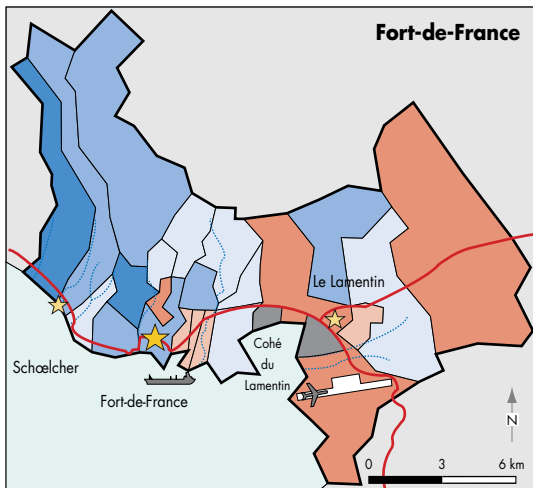 Fort-de-France
Le Lamentin
Cohé
du
Lamentin
Schœlcher
Fort-de-France
N
0 3 6 km